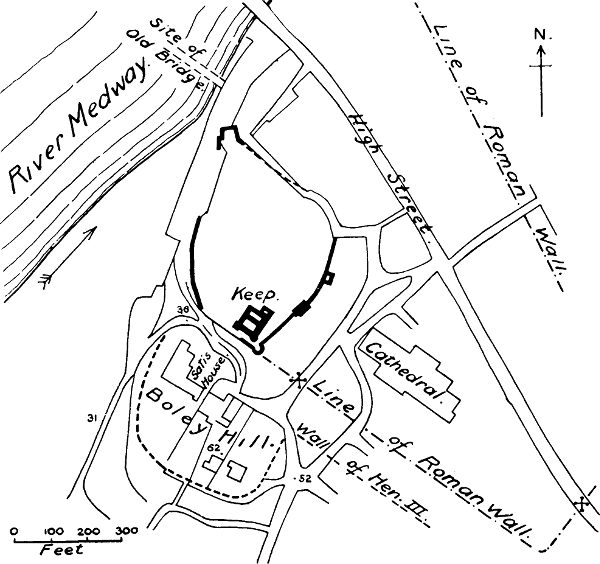 Site of
Old Bridge.
River Medway.
N.
High Street.
Line of Roman Wall.
Keep.
36
Satis
House.
Cathedral.
31
Boley Hill.
62
Line of Roman Wall.
Wall of Hen. III.
52
0 100 200 300
Feet